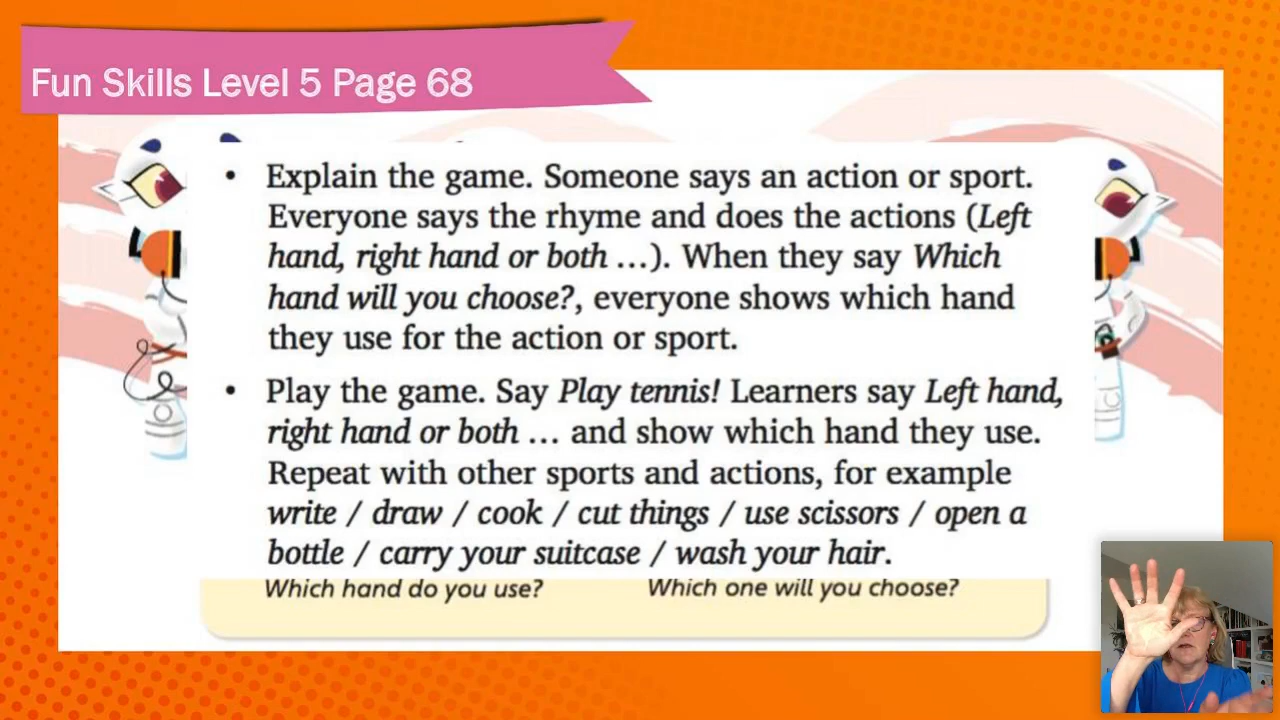 Fun Skills Level 5 Page 68
• Explain the game. Someone says an action or sport.
Everyone says the rhyme and does the actions (Left
hand, right hand or both …). When they say Which
hand will you choose?, everyone shows which hand
they use for the action or sport.
• Play the game. Say Play tennis! Learners say Left hand,
right hand or both … and show which hand they use.
Repeat with other sports and actions, for example
write / draw / cook / cut things / use scissors / open a
bottle / carry your suitcase / wash your hair.
Which hand do you use? Which one will you choose?